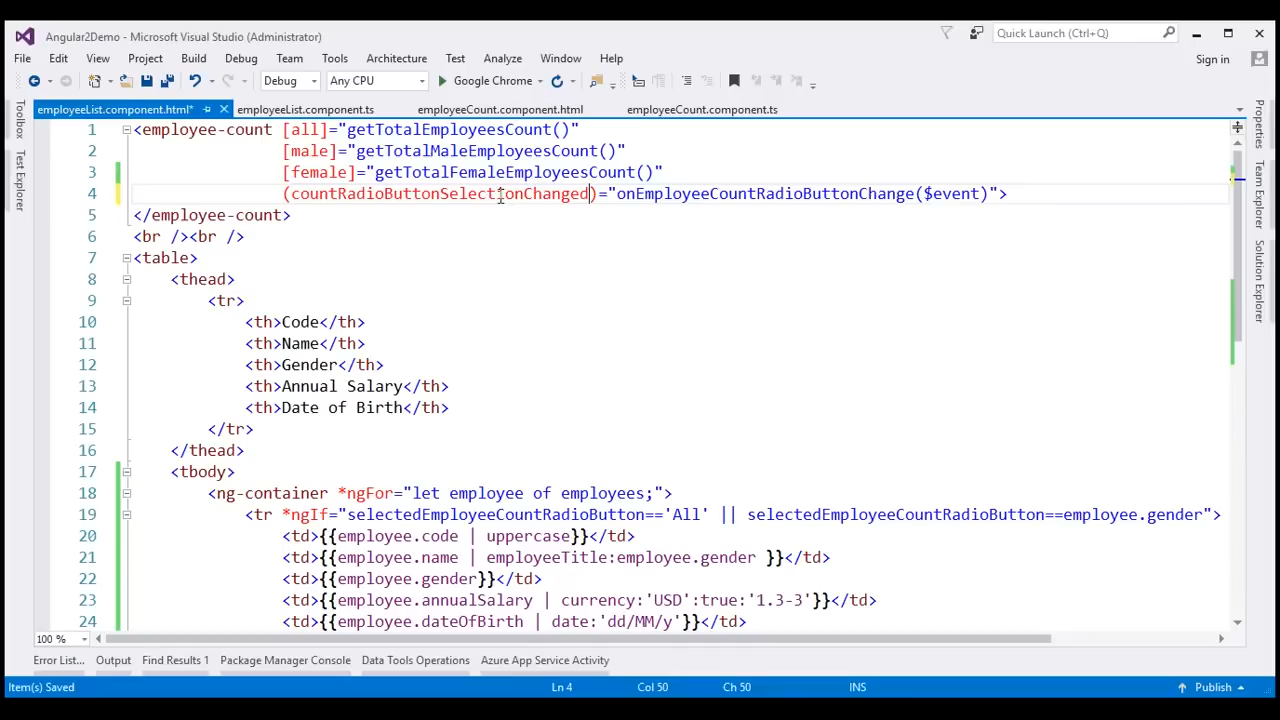 Angular2Demo - Microsoft Visual Studio (Administrator)
Quick Launch (Ctrl+Q)
File Edit View Project Build Debug Team Tools Architecture Test Analyze Window Help
Sign in
Debug Any CPU Google Chrome
employeeList.component.html* employeeList.component.ts employeeCount.component.html employeeCount.component.ts
Toolbox
Test Explorer
Properties
Team Explorer
Solution Explorer
1 <employee-count [all]="getTotalEmployeesCount()"
2 [male]="getTotalMaleEmployeesCount()"
3 [female]="getTotalFemaleEmployeesCount()"
4 (countRadioButtonSelectionChanged)="onEmployeeCountRadioButtonChange($event)">
5 </employee-count>
6 <br /><br />
7 <table>
8 <thead>
9 <tr>
10 <th>Code</th>
11 <th>Name</th>
12 <th>Gender</th>
13 <th>Annual Salary</th>
14 <th>Date of Birth</th>
15 </tr>
16 </thead>
17 <tbody>
18 <ng-container *ngFor="let employee of employees;">
19 <tr *ngIf="selectedEmployeeCountRadioButton=='All' || selectedEmployeeCountRadioButton==employee.gender">
20 <td>{{employee.code | uppercase}}</td>
21 <td>{{employee.name | employeeTitle:employee.gender }}</td>
22 <td>{{employee.gender}}</td>
23 <td>{{employee.annualSalary | currency:'USD':true:'1.3-3'}}</td>
24 <td>{{employee.dateOfBirth | date:'dd/MM/y'}}</td>
100 %
Error List... Output Find Results 1 Package Manager Console Data Tools Operations Azure App Service Activity
Item(s) Saved Ln 4 Col 50 Ch 50 INS Publish